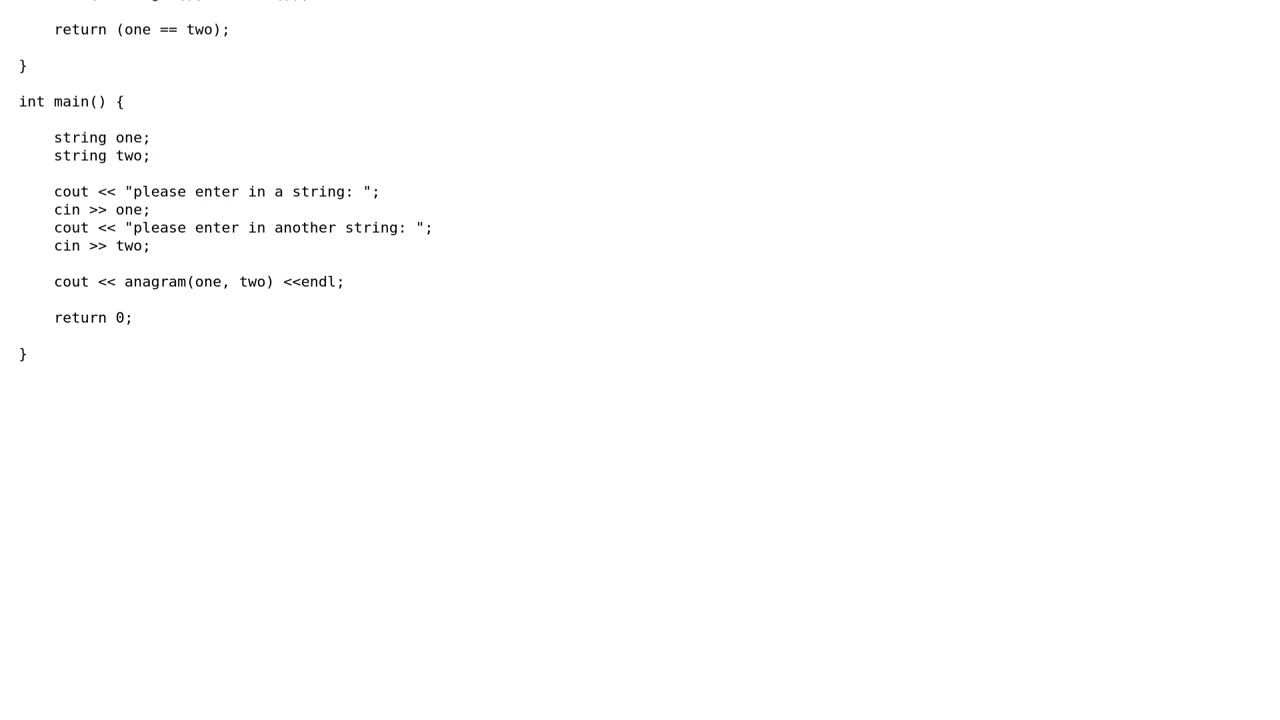 return (one == two);
}
int main() {
string one;
string two;
cout << "please enter in a string: ";
cin >> one;
cout << "please enter in another string: ";
cin >> two;
cout << anagram(one, two) <<endl;
return 0;
}